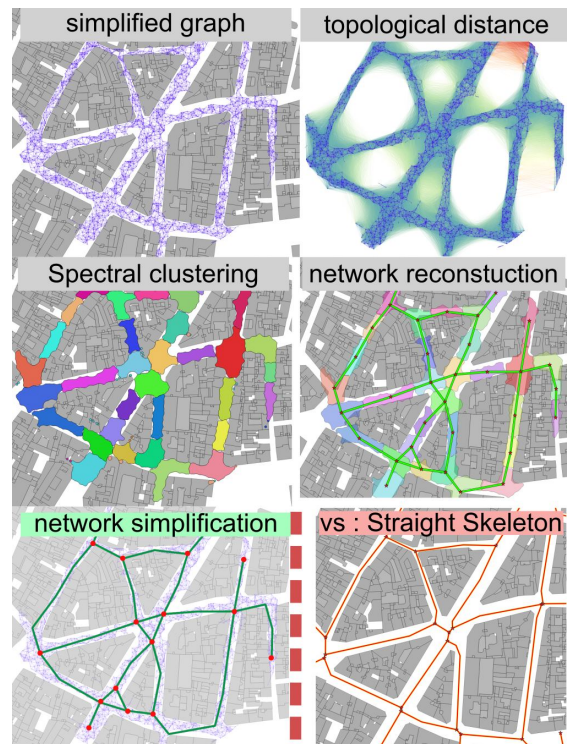 simplified graph
topological distance
Spectral clustering
network reconstuction
network simplification
vs : Straight Skeleton